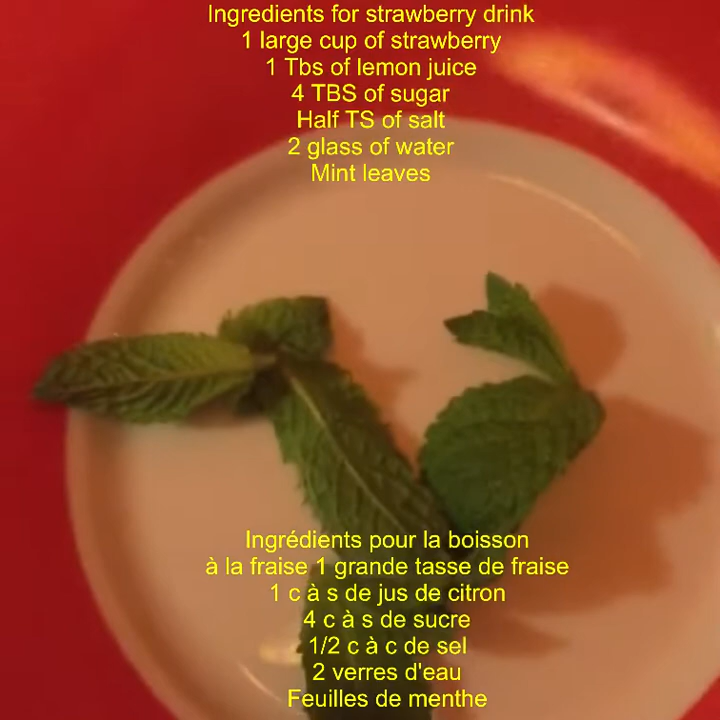 Ingredients for strawberry drink
1 large cup of strawberry
1 Tbs of lemon juice
4 TBS of sugar
Half TS of salt
2 glass of water
Mint leaves
Ingrédients pour la boisson
à la fraise 1 grande tasse de fraise
1 c à s de jus de citron
4 c à s de sucre
1/2 c à c de sel
2 verres d'eau
Feuilles de menthe